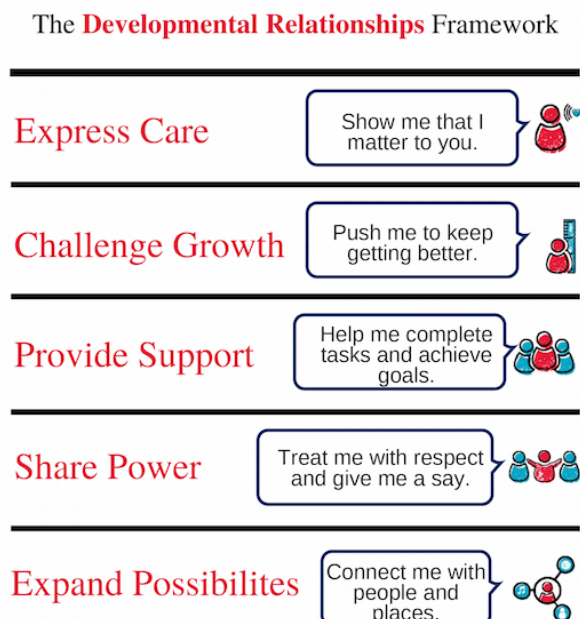 The Developmental Relationships Framework
Express Care
Show me that I
matter to you.
Challenge Growth
Push me to keep
getting better.
Provide Support
Help me complete
tasks and achieve
goals.
Share Power
Treat me with respect
and give me a say.
Expand Possibilites
Connect me with
people and
places.